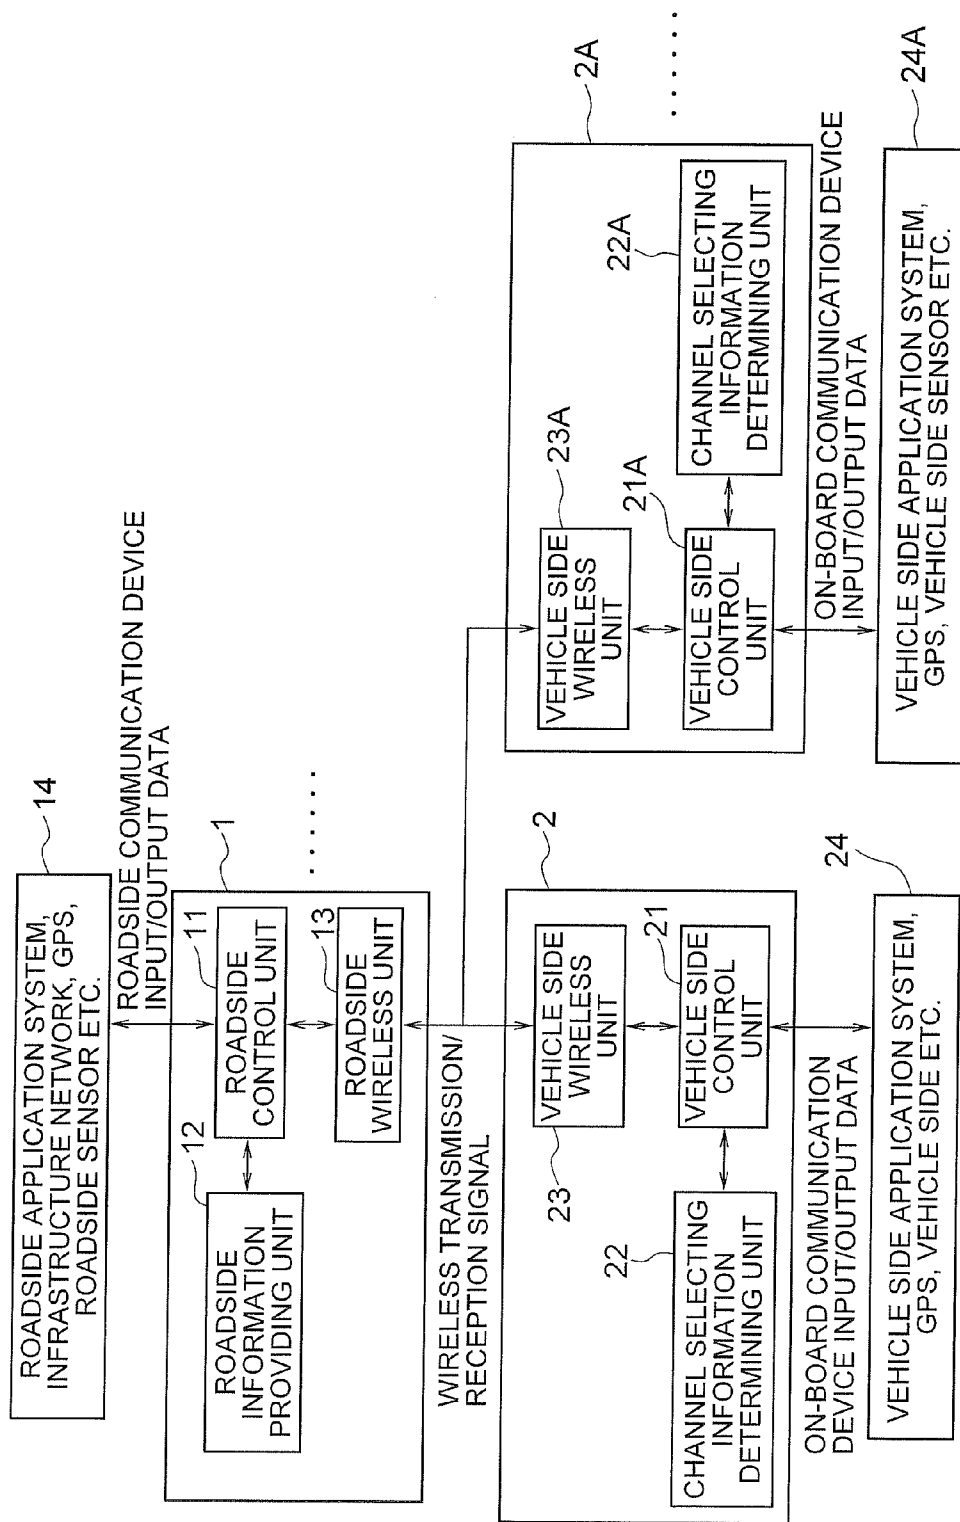 ROADSIDE APPLICATION SYSTEM,
INFRASTRUCTURE NETWORK, GPS,
ROADSIDE SENSOR ETC.
14
ROADSIDE COMMUNICATION DEVICE
INPUT/OUTPUT DATA
1
ROADSIDE
INFORMATION
PROVIDING UNIT
12
ROADSIDE
CONTROL UNIT
11
ROADSIDE
WIRELESS UNIT
13
......
WIRELESS TRANSMISSION/
RECEPTION SIGNAL
2
VEHICLE SIDE
WIRELESS
UNIT
23
CHANNEL SELECTING
INFORMATION
DETERMINING UNIT
22
VEHICLE SIDE
CONTROL
UNIT
21
ON-BOARD COMMUNICATION
DEVICE INPUT/OUTPUT DATA
VEHICLE SIDE APPLICATION SYSTEM,
GPS, VEHICLE SIDE ETC.
24
2A
......
VEHICLE SIDE
WIRELESS
UNIT
23A
VEHICLE SIDE
CONTROL
UNIT
21A
CHANNEL SELECTING
INFORMATION
DETERMINING UNIT
22A
ON-BOARD COMMUNICATION DEVICE
INPUT/OUTPUT DATA
VEHICLE SIDE APPLICATION SYSTEM,
GPS, VEHICLE SIDE SENSOR ETC.
24A